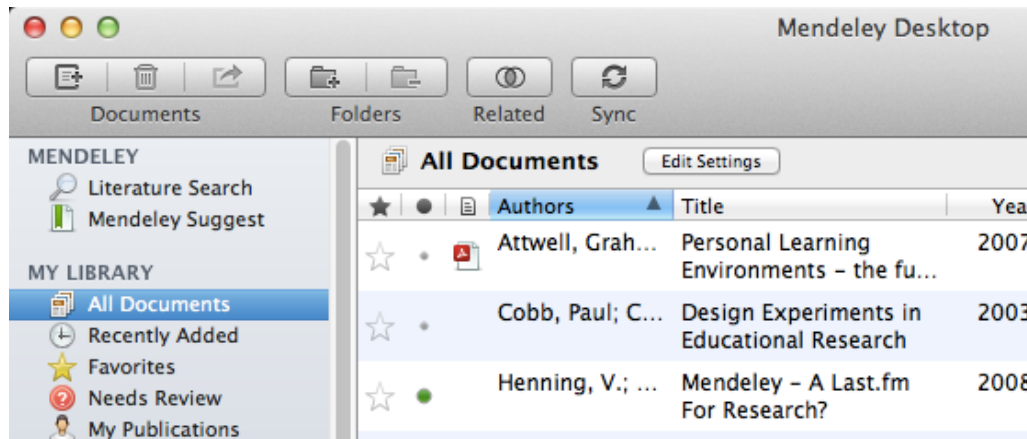 Mendeley Desktop
Documents Folders Related Sync
MENDELEY
Literature Search
Mendeley Suggest
MY LIBRARY
All Documents
Recently Added
Favorites
Needs Review
My Publications
All Documents Edit Settings
Authors Title Yea
Attwell, Grah... Personal Learning 2007
Environments – the fu...
Cobb, Paul; C... Design Experiments in 2003
Educational Research
Henning, V.; ... Mendeley – A Last.fm 2008
For Research?